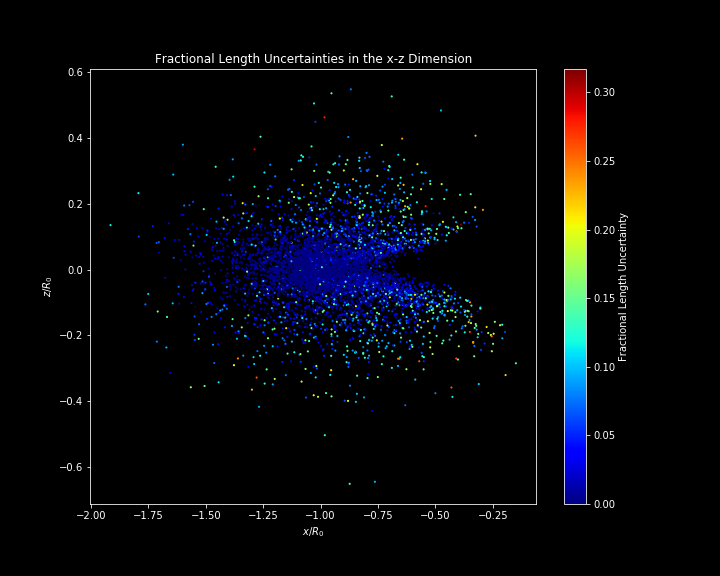 Fractional Length Uncertainties in the x-z Dimension
0.6
0.4
0.2
0.0
−0.2
−0.4
−0.6
z/R₀
−2.00 −1.75 −1.50 −1.25 −1.00 −0.75 −0.50 −0.25
x/R₀
0.30
0.25
0.20
0.15
0.10
0.05
0.00
Fractional Length Uncertainty